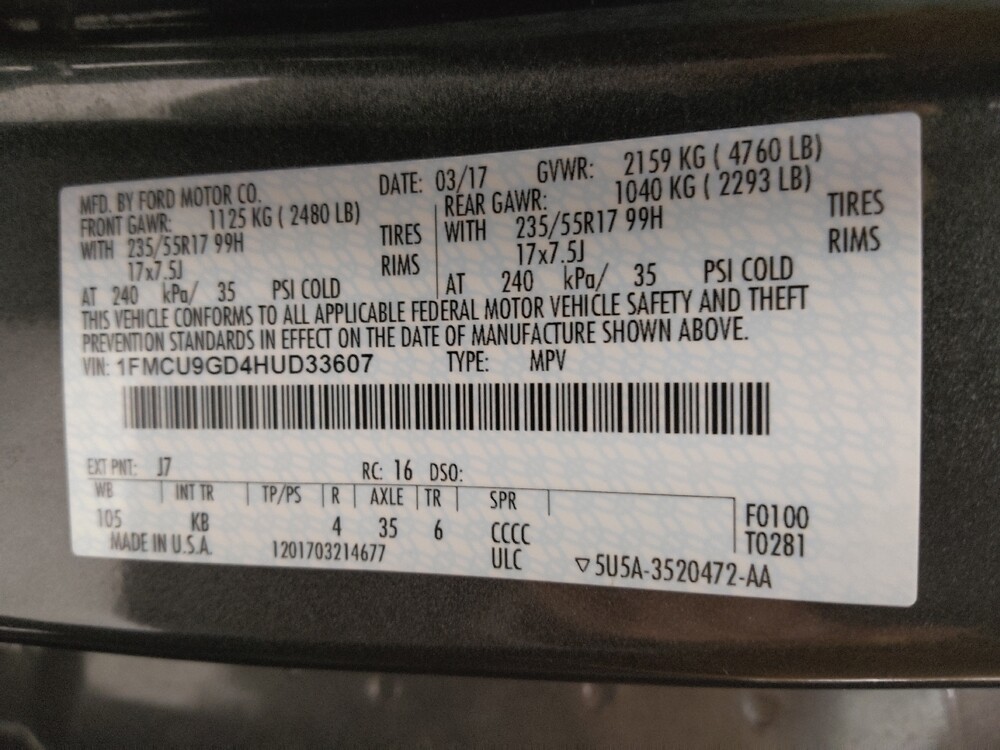 MFD. BY FORD MOTOR CO. DATE: 03/17 GVWR: 2159 KG ( 4760 LB)
FRONT GAWR: 1125 KG ( 2480 LB) REAR GAWR: 1040 KG ( 2293 LB)
WITH 235/55R17 99H TIRES WITH 235/55R17 99H TIRES
17x7.5J RIMS 17x7.5J RIMS
AT 240 kPa/ 35 PSI COLD AT 240 kPa/ 35 PSI COLD
THIS VEHICLE CONFORMS TO ALL APPLICABLE FEDERAL MOTOR VEHICLE SAFETY AND THEFT
PREVENTION STANDARDS IN EFFECT ON THE DATE OF MANUFACTURE SHOWN ABOVE.
VIN: 1FMCU9GD4HUD33607 TYPE: MPV
EXT PNT: J7 RC: 16 DSO:
WB INT TR TP/PS R AXLE TR SPR
105 KB 4 35 6 CCCC F0100
MADE IN U.S.A. 1201703214677 ULC T0281
▽5U5A-3520472-AA